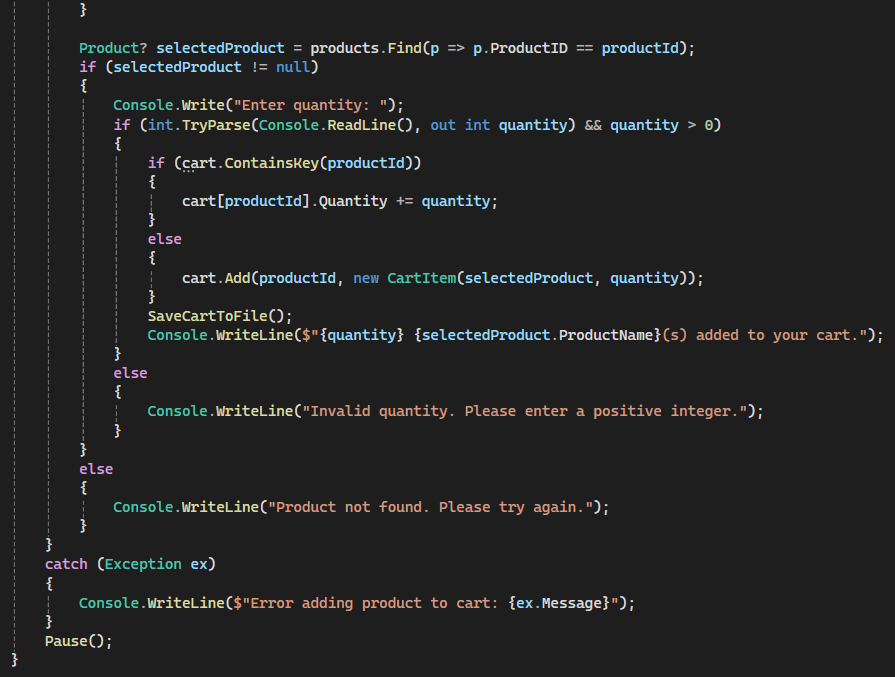 }

        Product? selectedProduct = products.Find(p => p.ProductID == productId);
        if (selectedProduct != null)
        {
            Console.Write("Enter quantity: ");
            if (int.TryParse(Console.ReadLine(), out int quantity) && quantity > 0)
            {
                if (cart.ContainsKey(productId))
                {
                    cart[productId].Quantity += quantity;
                }
                else
                {
                    cart.Add(productId, new CartItem(selectedProduct, quantity));
                }
                SaveCartToFile();
                Console.WriteLine($"{quantity} {selectedProduct.ProductName}(s) added to your cart.");
            }
            else
            {
                Console.WriteLine("Invalid quantity. Please enter a positive integer.");
            }
        }
        else
        {
            Console.WriteLine("Product not found. Please try again.");
        }
    }
    catch (Exception ex)
    {
        Console.WriteLine($"Error adding product to cart: {ex.Message}");
    }
    Pause();
}